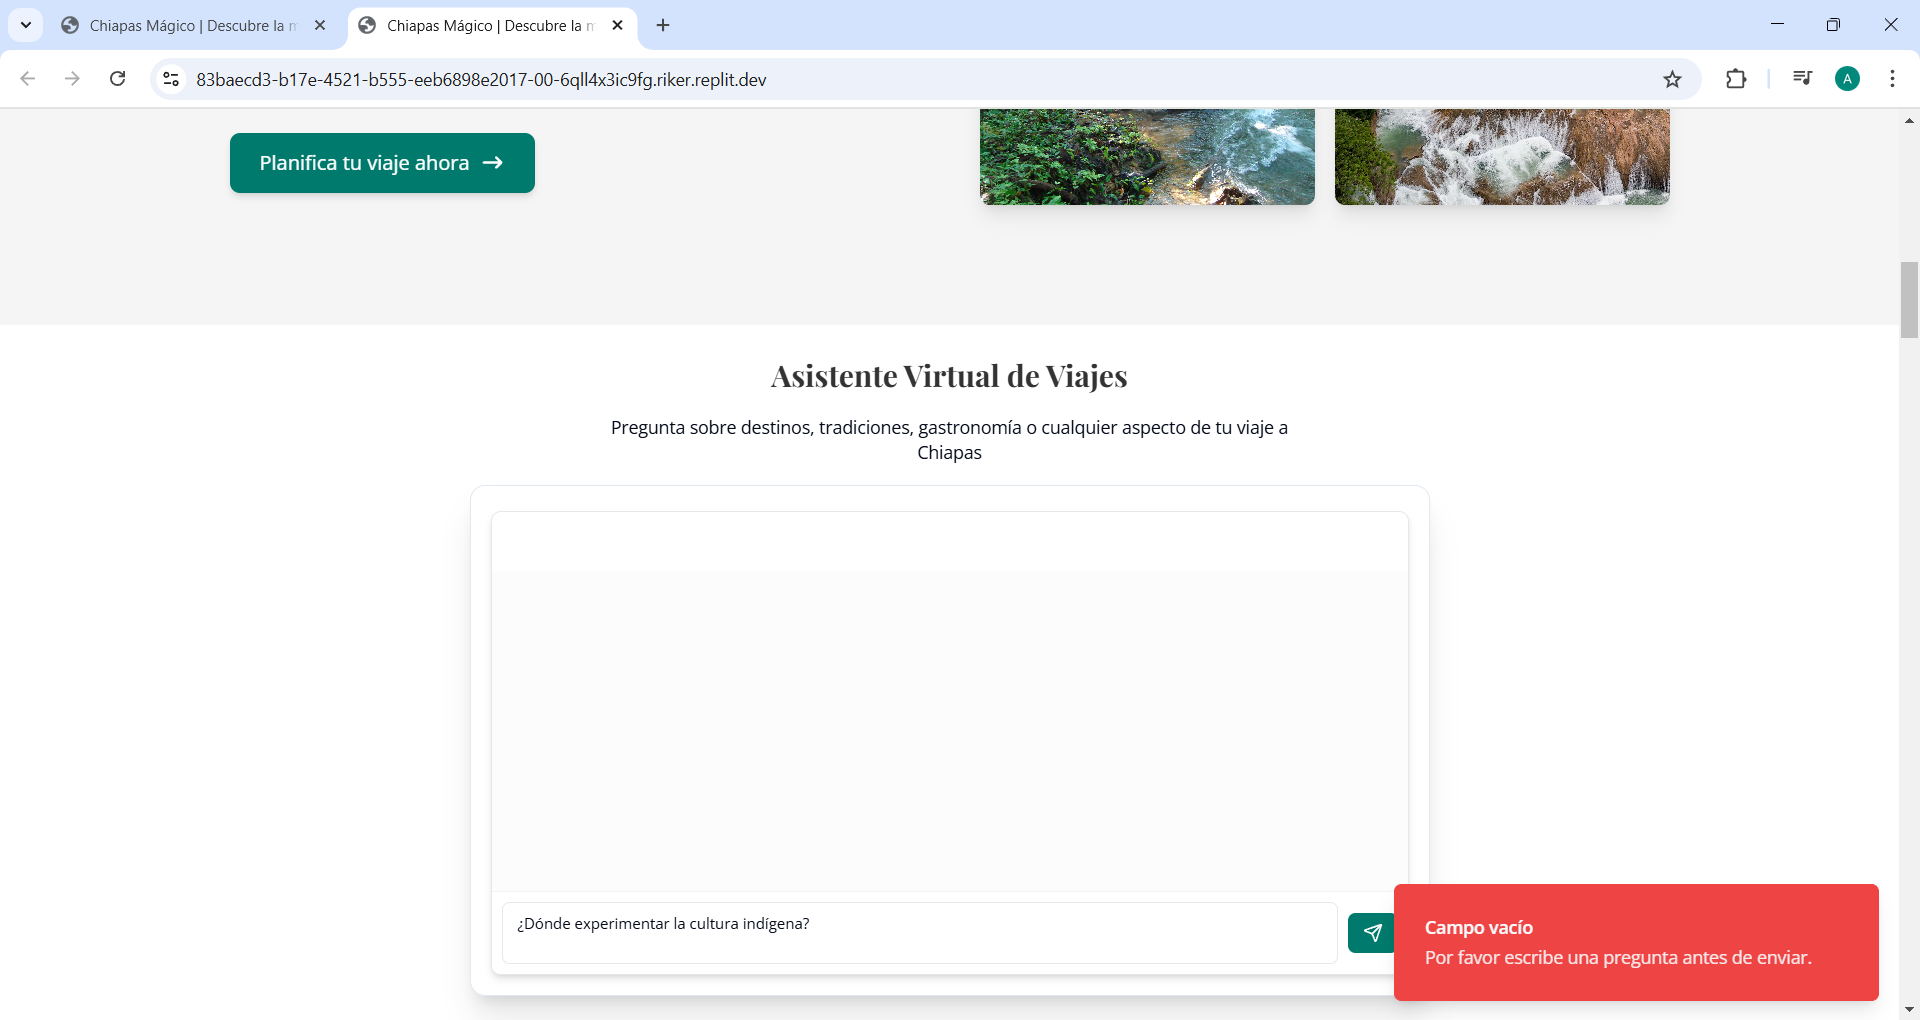 Chiapas Mágico | Descubre la m
Chiapas Mágico | Descubre la m
83baecd3-b17e-4521-b555-eeb6898e2017-00-6qll4x3ic9fg.riker.replit.dev
A
Planifica tu viaje ahora →
Asistente Virtual de Viajes
Pregunta sobre destinos, tradiciones, gastronomía o cualquier aspecto de tu viaje a
Chiapas
¿Dónde experimentar la cultura indígena?
Campo vacío
Por favor escribe una pregunta antes de enviar.